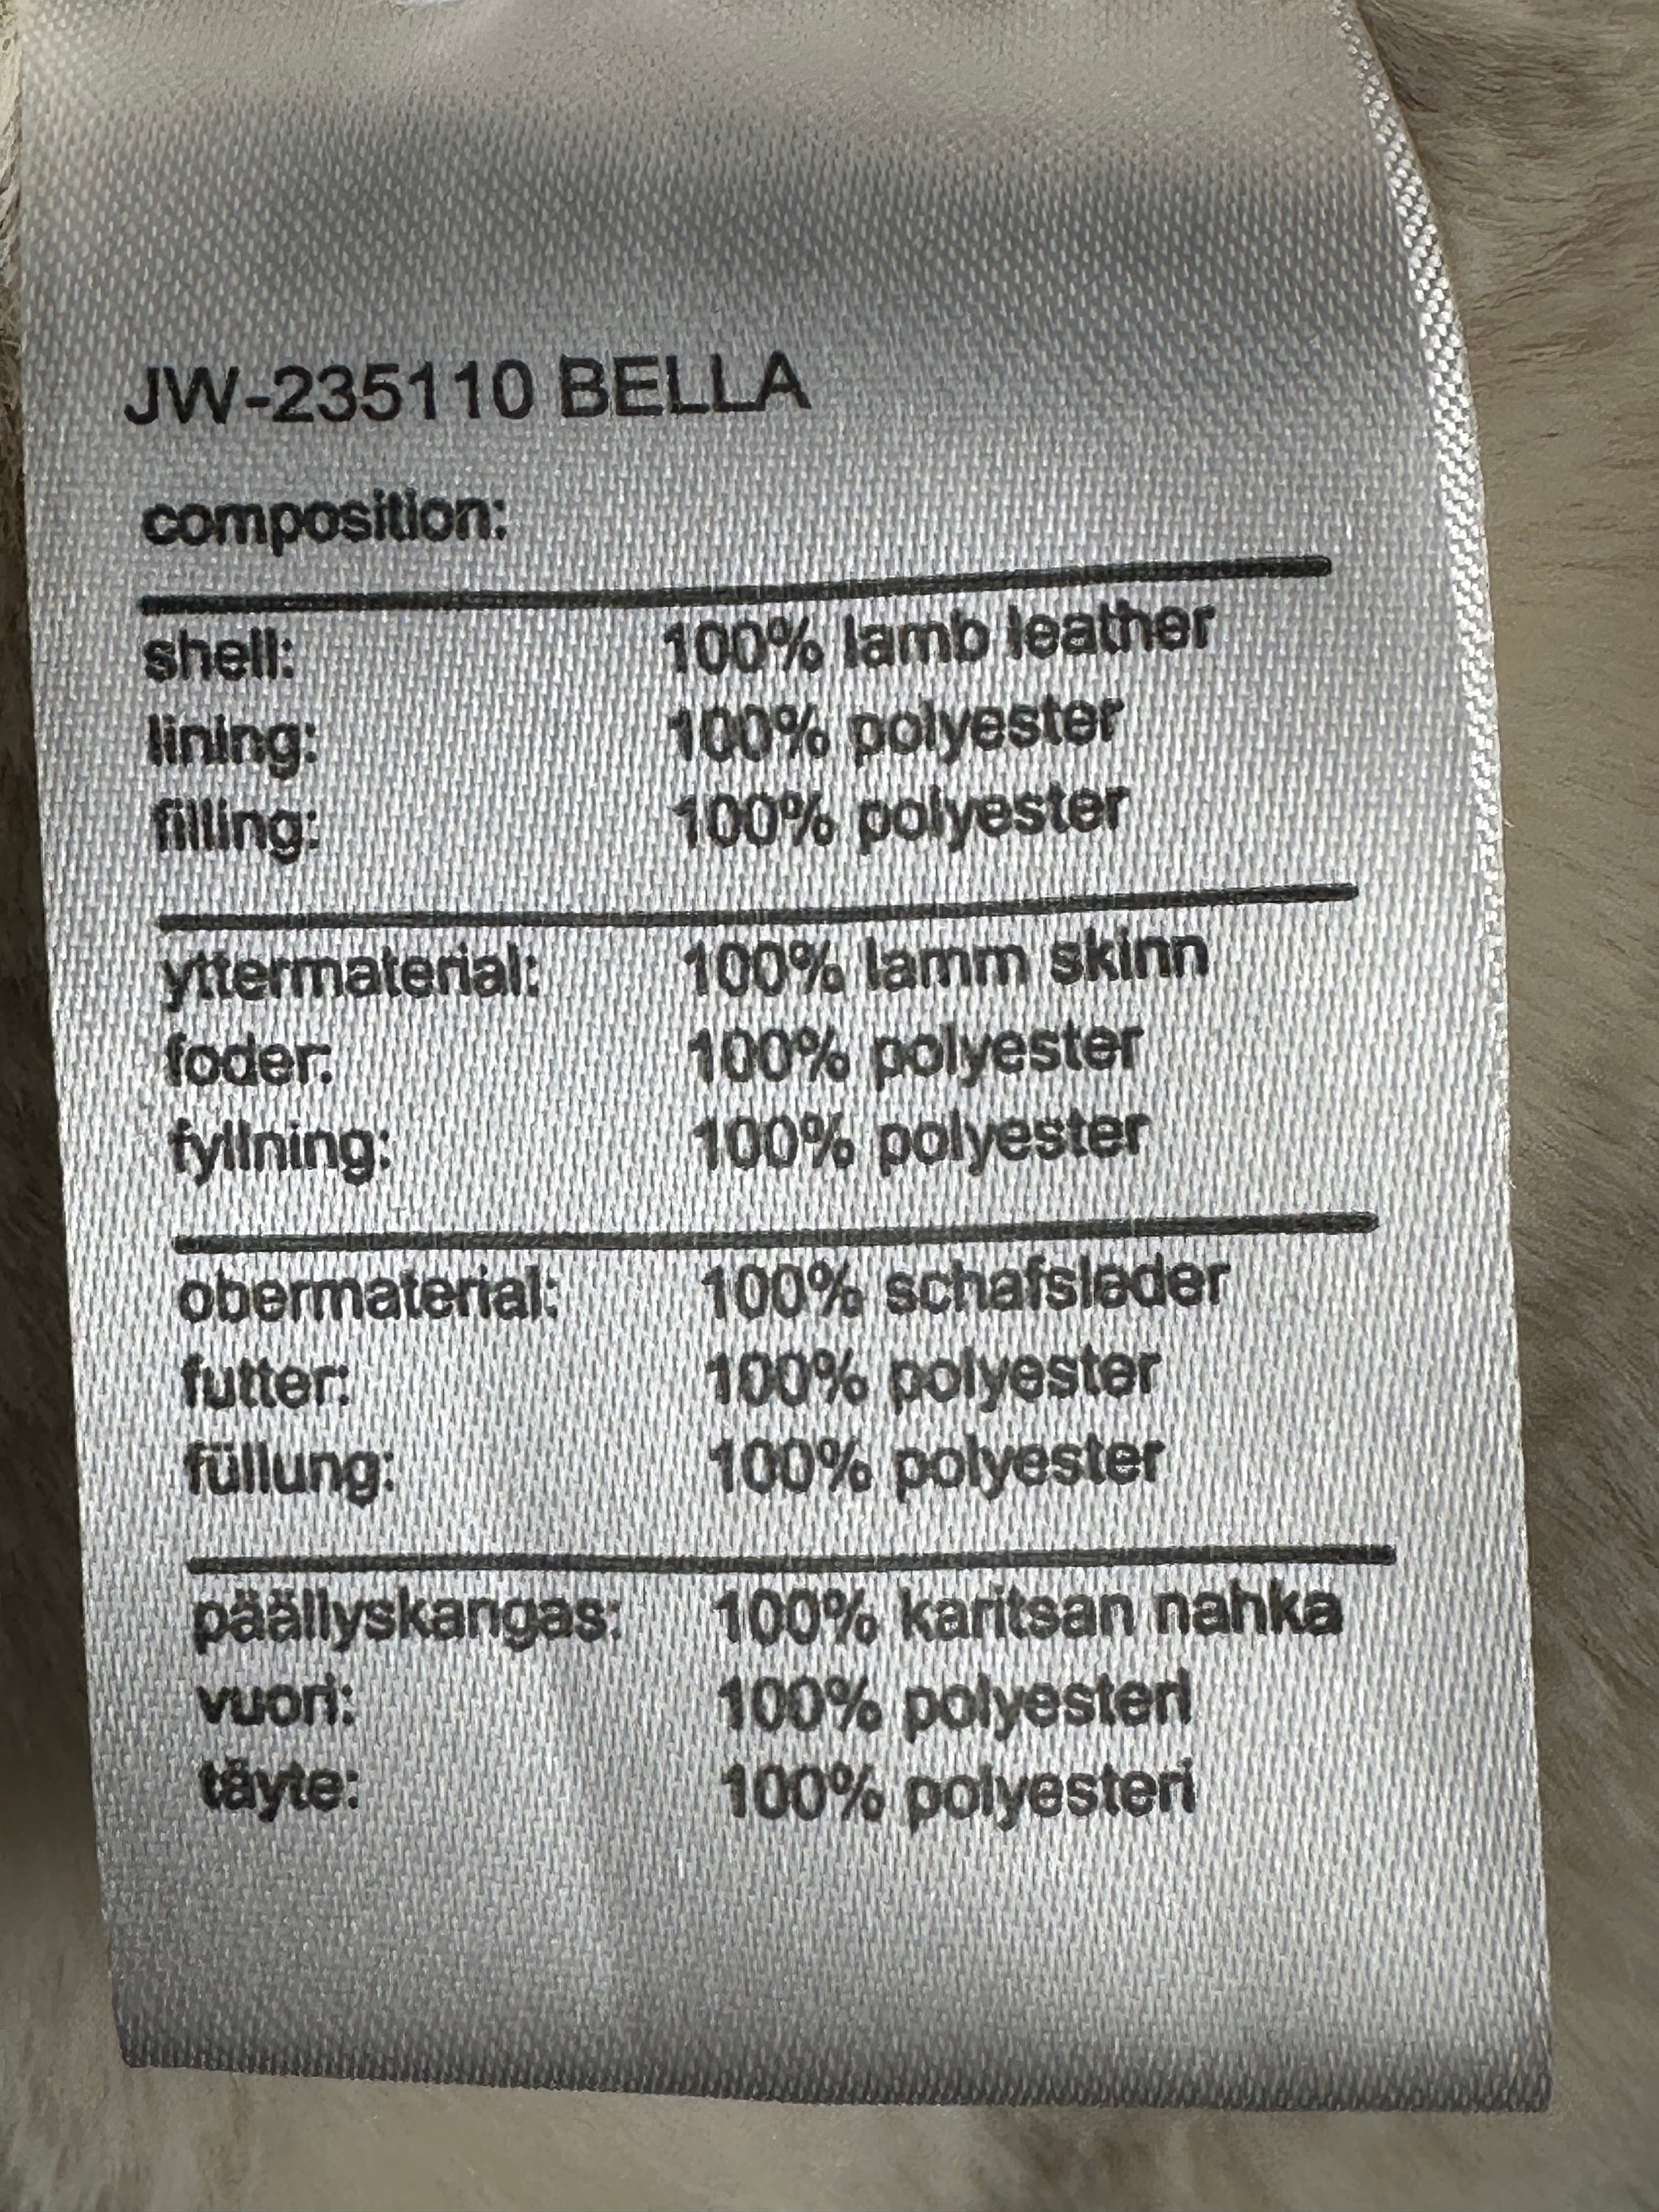 JW-235110 BELLA
composition:
shell: 100% lamb leather
lining: 100% polyester
filling: 100% polyester
yttermaterial: 100% lamm skinn
foder: 100% polyester
fyllning: 100% polyester
obermaterial: 100% schafsleder
futter: 100% polyester
füllung: 100% polyester
päällyskangas: 100% karitsan nahka
vuori: 100% polyesteri
täyte: 100% polyesteri